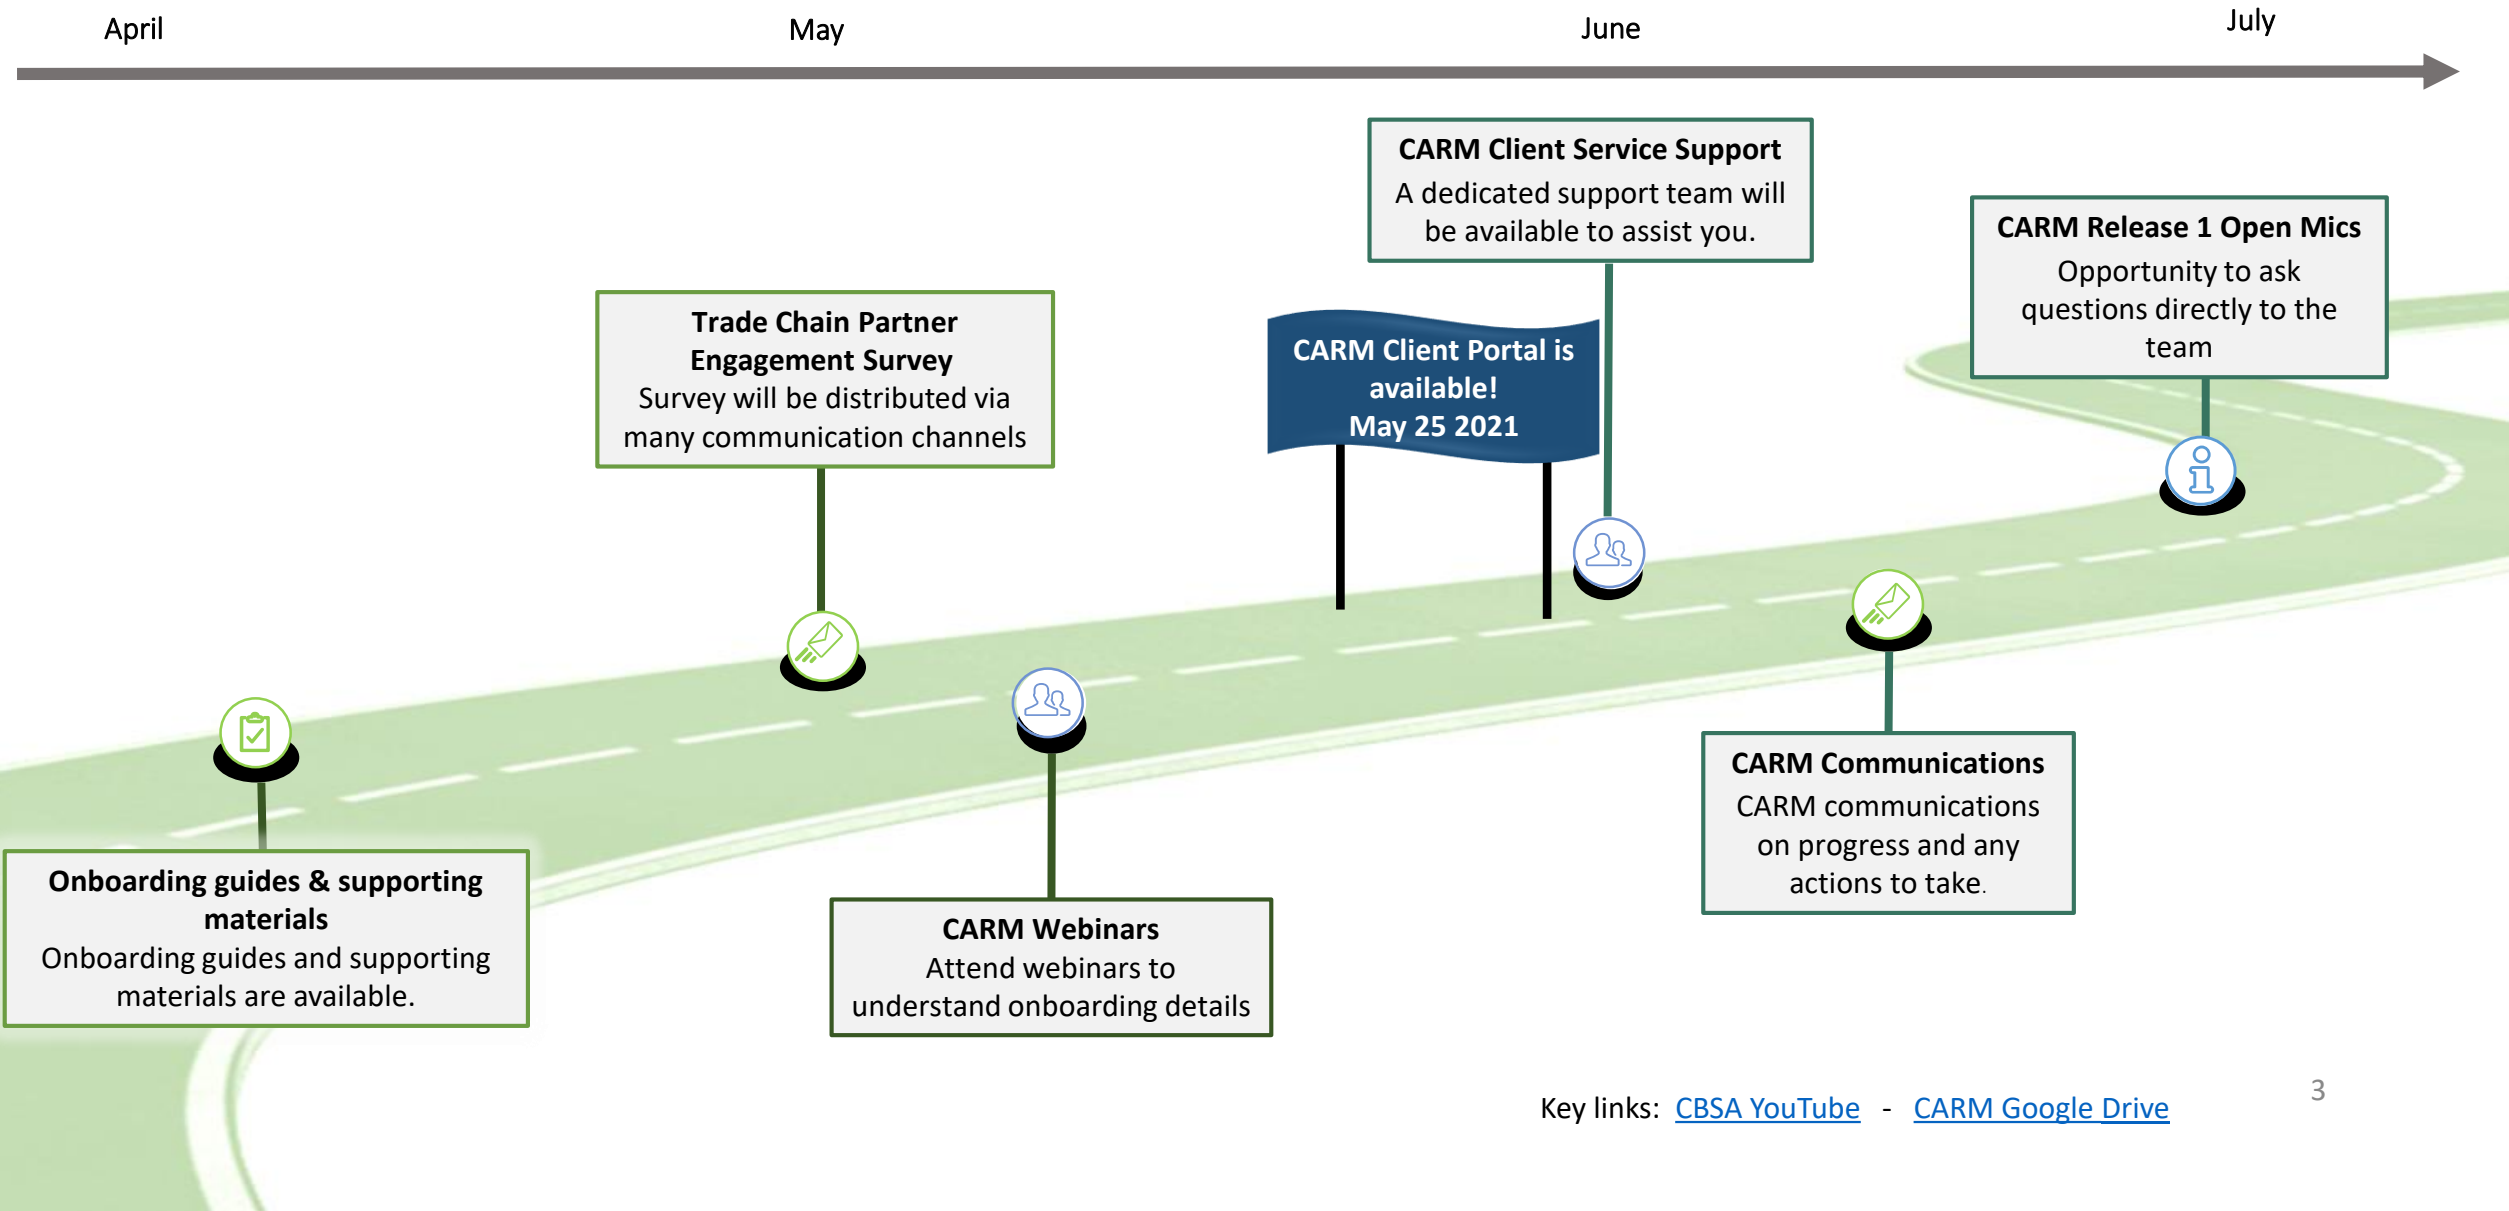 April
May
June
July
CARM Client Service Support
A dedicated support team will
be available to assist you.
CARM Release 1 Open Mics
Opportunity to ask
questions directly to the
team
Trade Chain Partner
Engagement Survey
Survey will be distributed via
many communication channels
CARM Client Portal is
available!
May 25 2021
Onboarding guides & supporting
materials
Onboarding guides and supporting
materials are available.
CARM Webinars
Attend webinars to
understand onboarding details
CARM Communications
CARM communications
on progress and any
actions to take.
Key links: CBSA YouTube - CARM Google Drive
3